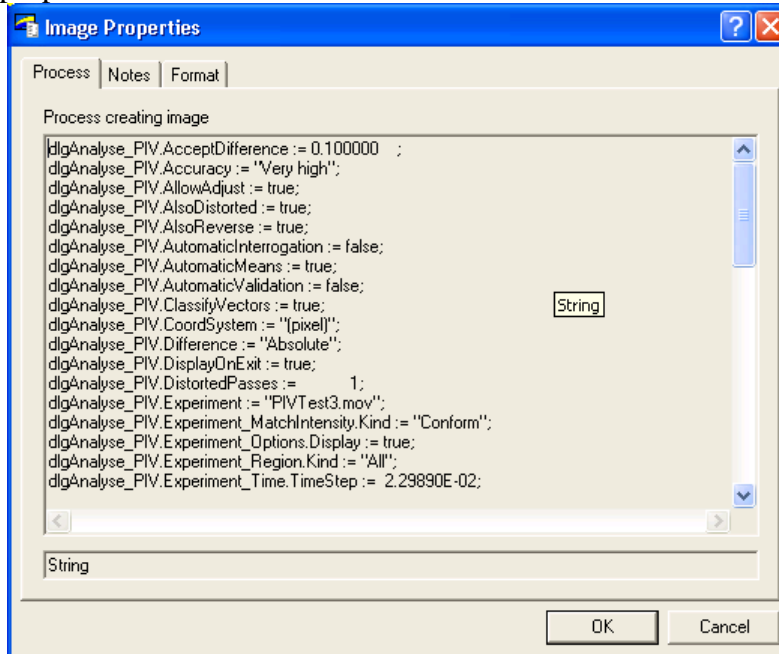 Image Properties
Process Notes Format
Process creating image
dlgAnalyse_PIV.AcceptDifference := 0.100000 ;
dlgAnalyse_PIV.Accuracy := "Very high";
dlgAnalyse_PIV.AllowAdjust := true;
dlgAnalyse_PIV.AlsoDistorted := true;
dlgAnalyse_PIV.AlsoReverse := true;
dlgAnalyse_PIV.AutomaticInterrogation := false;
dlgAnalyse_PIV.AutomaticMeans := true;
dlgAnalyse_PIV.AutomaticValidation := false;
dlgAnalyse_PIV.ClassifyVectors := true;
String
dlgAnalyse_PIV.CoordSystem := "(pixel)";
dlgAnalyse_PIV.Difference := "Absolute";
dlgAnalyse_PIV.DisplayOnExit := true;
dlgAnalyse_PIV.DistortedPasses := 1;
dlgAnalyse_PIV.Experiment := "PIVTest3.mov";
dlgAnalyse_PIV.Experiment_MatchIntensity.Kind := "Conform";
dlgAnalyse_PIV.Experiment_Options.Display := true;
dlgAnalyse_PIV.Experiment_Region.Kind := "All";
dlgAnalyse_PIV.Experiment_Time.TimeStep := 2.29890E-02;
String
OK Cancel